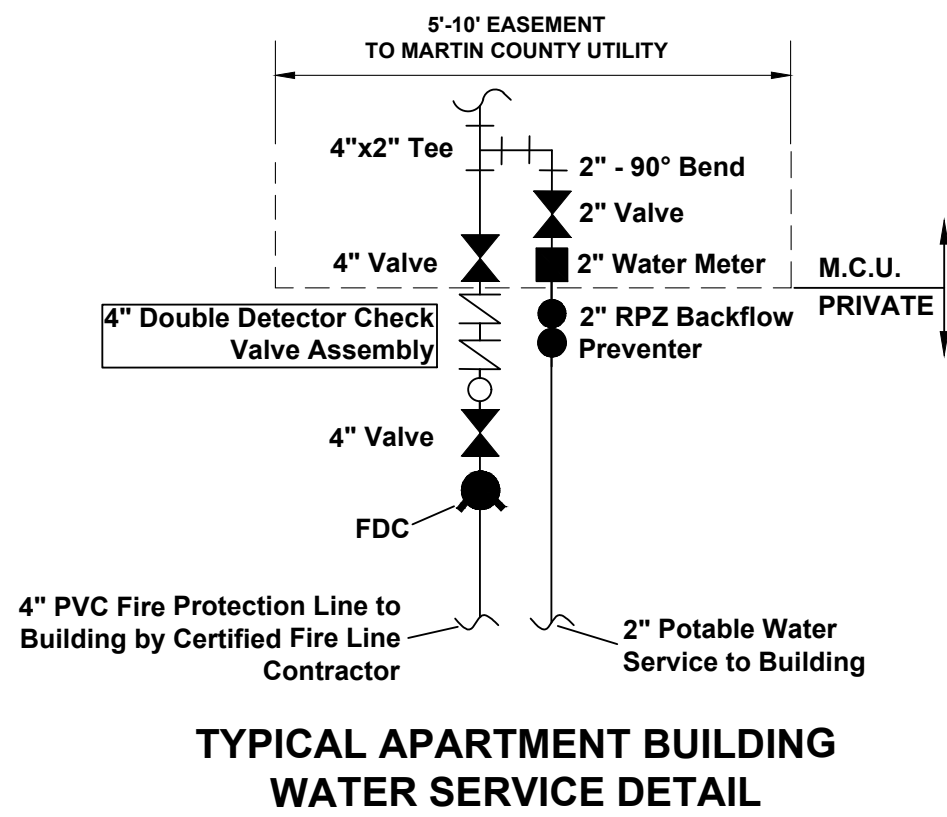 5'-10' EASEMENT
TO MARTIN COUNTY UTILITY
4"x2" Tee
2" - 90° Bend
2" Valve
4" Valve
2" Water Meter
M.C.U.
PRIVATE
4" Double Detector Check
Valve Assembly
2" RPZ Backflow
Preventer
4" Valve
FDC
4" PVC Fire Protection Line to
Building by Certified Fire Line
Contractor
2" Potable Water
Service to Building
TYPICAL APARTMENT BUILDING
WATER SERVICE DETAIL